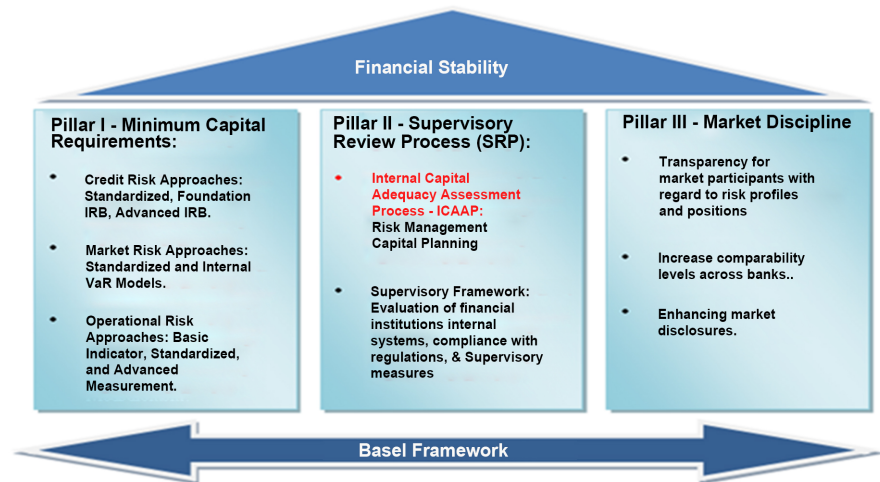 Financial Stability
Pillar I - Minimum Capital
Requirements:
• Credit Risk Approaches:
Standardized, Foundation
IRB, Advanced IRB.
• Market Risk Approaches:
Standardized and Internal
VaR Models.
• Operational Risk
Approaches: Basic
Indicator, Standardized,
and Advanced
Measurement.
Pillar II - Supervisory
Review Process (SRP):
• Internal Capital
Adequacy Assessment
Process - ICAAP:
Risk Management
Capital Planning
• Supervisory Framework:
Evaluation of financial
institutions internal
systems, compliance with
regulations, & Supervisory
measures
Pillar III - Market Discipline
• Transparency for
market participants with
regard to risk profiles
and positions
• Increase comparability
levels across banks..
• Enhancing market
disclosures.
Basel Framework